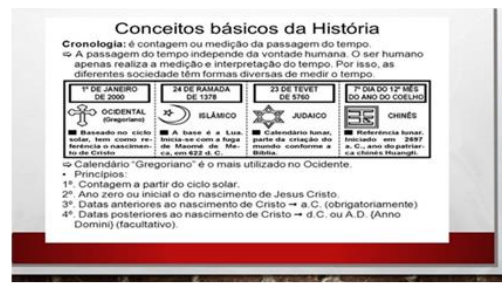 Conceitos básicos da História
Cronologia: é contagem ou medição da passagem do tempo.
⇨ A passagem do tempo independe da vontade humana. O ser humano
apenas realiza a medição e interpretação do tempo. Por isso, as
diferentes sociedade têm formas diversas de medir o tempo.
1º DE JANEIRO
DE 2000
OCIDENTAL
(Gregoriano)
■ Baseado no ciclo
solar, tem como re-
ferência o nascimen-
to de Cristo
24 DE RAMADA
DE 1378
ISLÂMICO
■ A base é a Lua.
Inicia-se com a fuga
de Maomé de Me-
ca, em 622 d. C.
23 DE TEVET
DE 5760
JUDAICO
■ Calendário lunar,
parte da criação do
mundo conforme a
Bíblia.
7º DIA DO 12º MÊS
DO ANO DO COELHO
CHINÊS
■ Referência lunar.
Iniciado em 2697
a. C., ano do patriar-
ca chinês Huangti.
⇨ Calendário "Gregoriano" é o mais utilizado no Ocidente.
• Princípios:
1º. Contagem a partir do ciclo solar.
2º. Ano zero ou inicial o do nascimento de Jesus Cristo.
3º. Datas anteriores ao nascimento de Cristo → a.C. (obrigatoriamente)
4º. Datas posteriores ao nascimento de Cristo → d.C. ou A.D. {Anno
Domini} (facultativo).